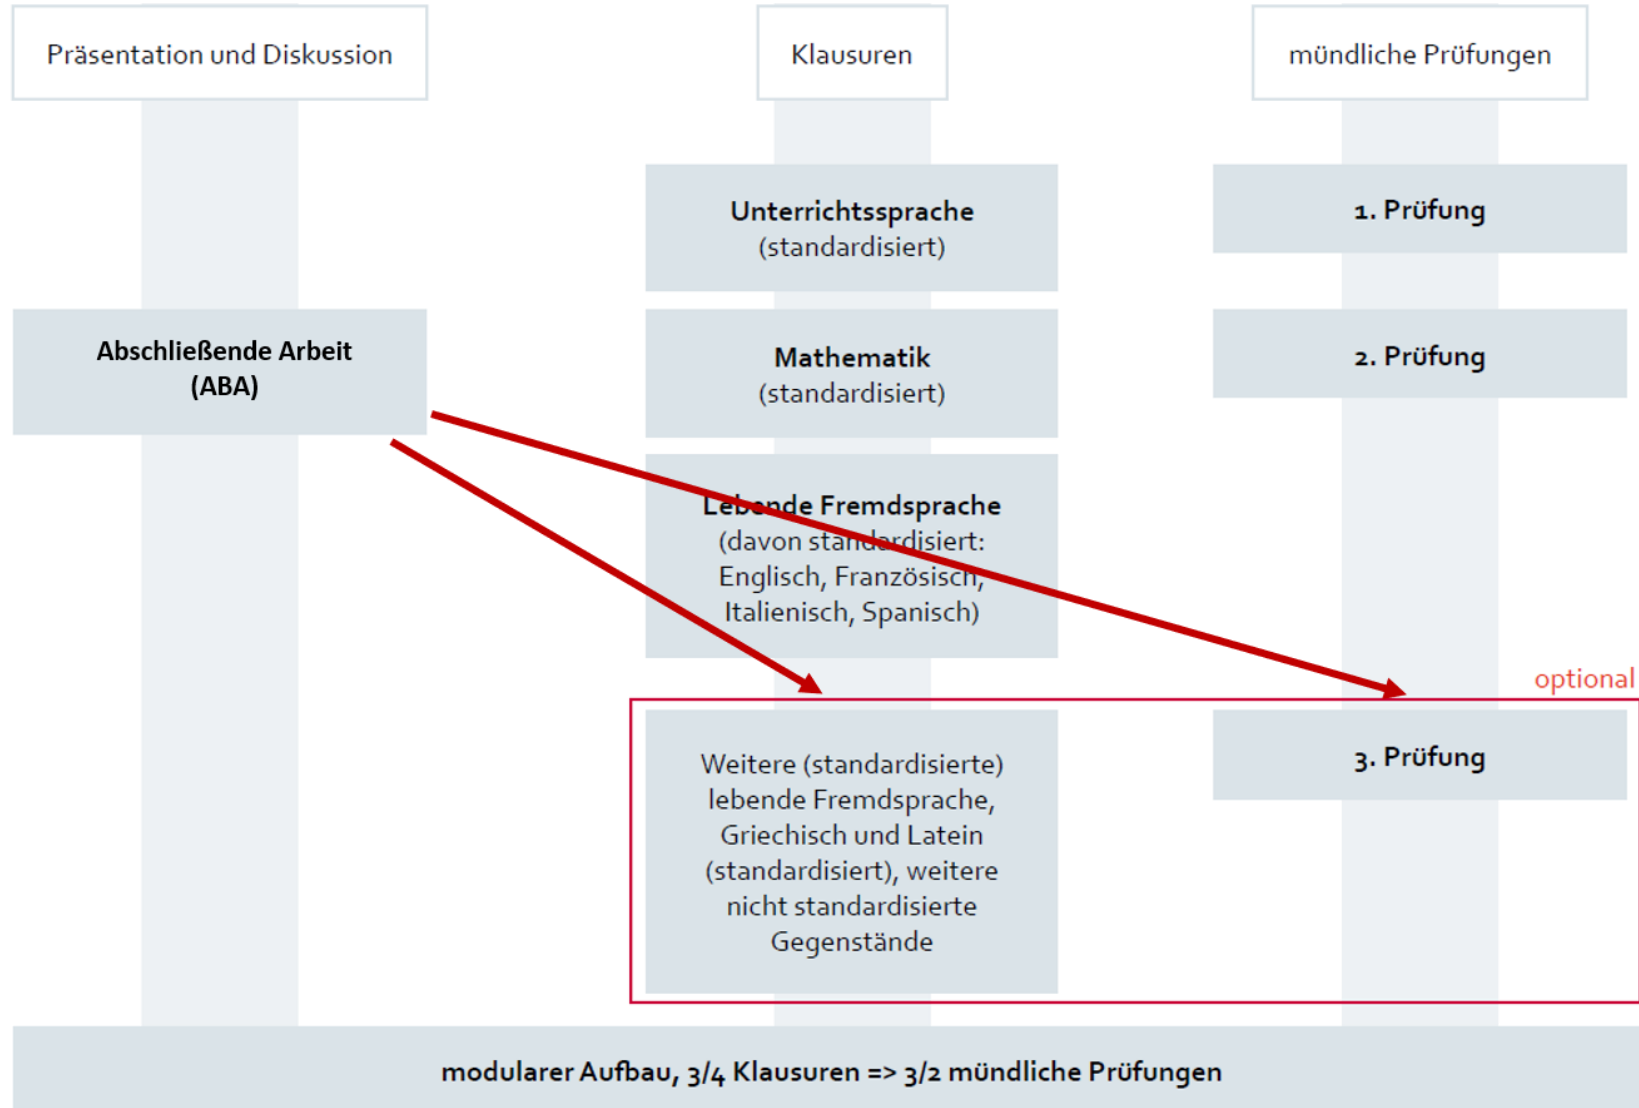 Präsentation und Diskussion
Klausuren
mündliche Prüfungen
Unterrichtssprache
(standardisiert)
1. Prüfung
Abschließende Arbeit
(ABA)
Mathematik
(standardisiert)
2. Prüfung
Lebende Fremdsprache
(davon standardisiert:
Englisch, Französisch,
Italienisch, Spanisch)
optional
Weitere (standardisierte)
lebende Fremdsprache,
Griechisch und Latein
(standardisiert), weitere
nicht standardisierte
Gegenstände
3. Prüfung
modularer Aufbau, 3/4 Klausuren => 3/2 mündliche Prüfungen